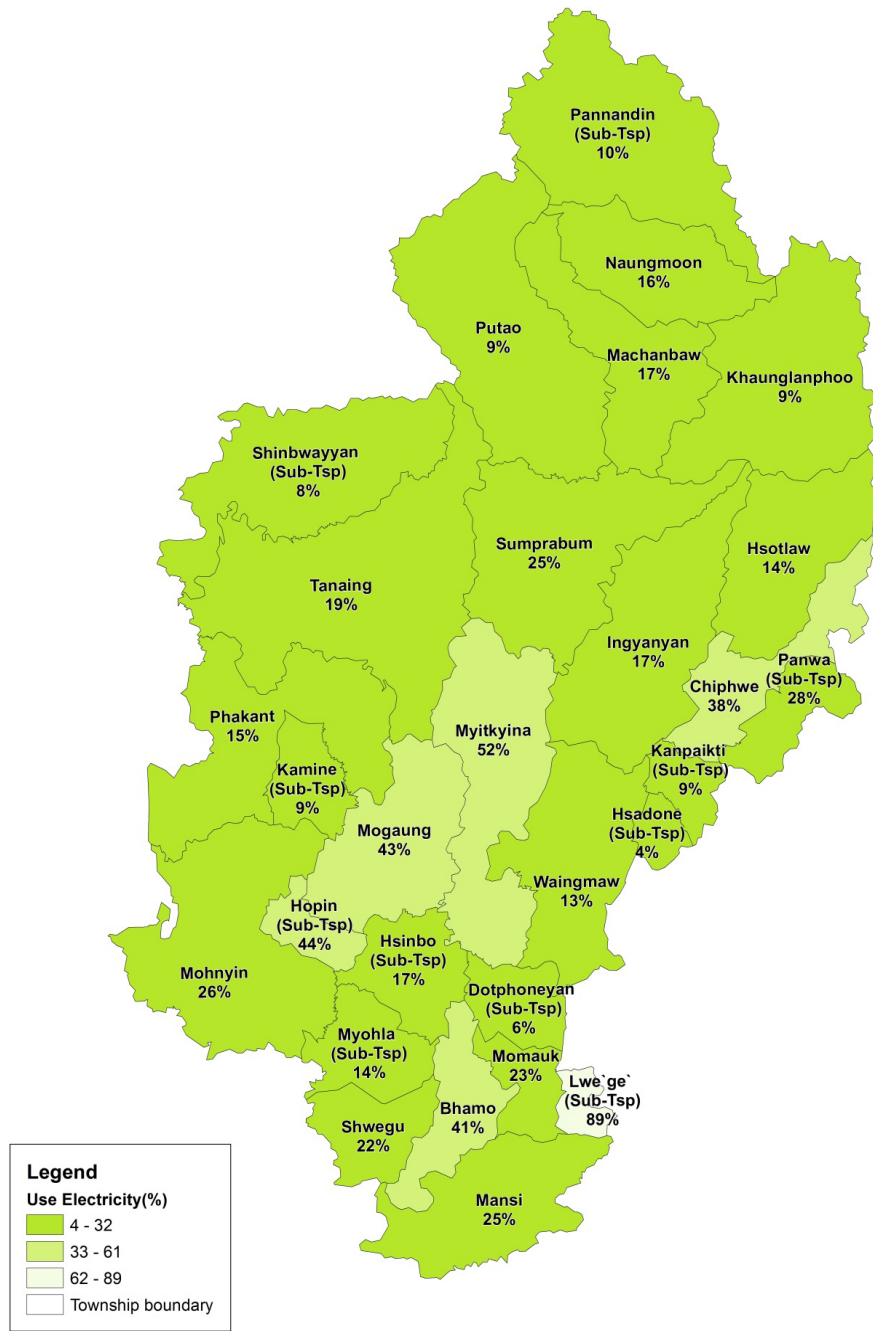 Pannandin
(Sub-Tsp)
10%
Naungmoon
16%
Putao
9%
Machanbaw
17%
Khaunglanphoo
9%
Shinbwayyan
(Sub-Tsp)
8%
Sumprabum
25%
Hsotlaw
14%
Tanaing
19%
Ingyanyan
17%
Panwa
(Sub-Tsp)
28%
Chiphwe
38%
Phakant
15%
Myitkyina
52%
Kanpaikti
(Sub-Tsp)
9%
Kamine
(Sub-Tsp)
9%
Hsadone
(Sub-Tsp)
4%
Mogaung
43%
Waingmaw
13%
Hopin
(Sub-Tsp)
44%
Hsinbo
(Sub-Tsp)
17%
Mohnyin
26%
Dotphoneyan
(Sub-Tsp)
6%
Myohla
(Sub-Tsp)
14%
Momauk
23%
Lwe`ge`
(Sub-Tsp)
89%
Bhamo
41%
Shwegu
22%
Mansi
25%
Legend
Use Electricity(%)
4 - 32
33 - 61
62 - 89
Township boundary